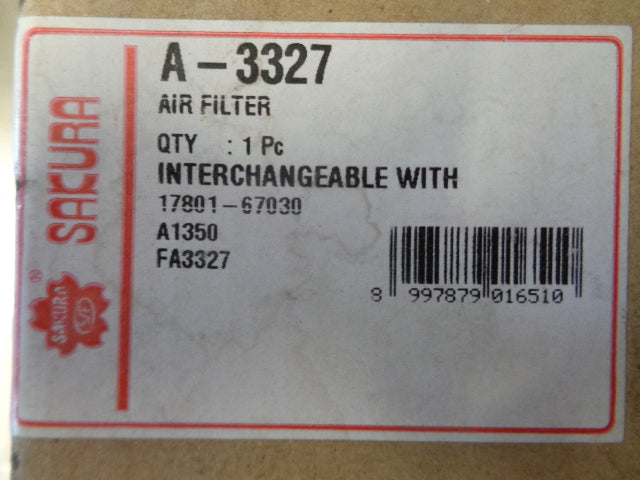 A-3327
AIR FILTER
QTY : 1 Pc
INTERCHANGEABLE WITH
17801-67030
A1350
FA3327
8 997879 016510
SAKURA
®
SAKURA